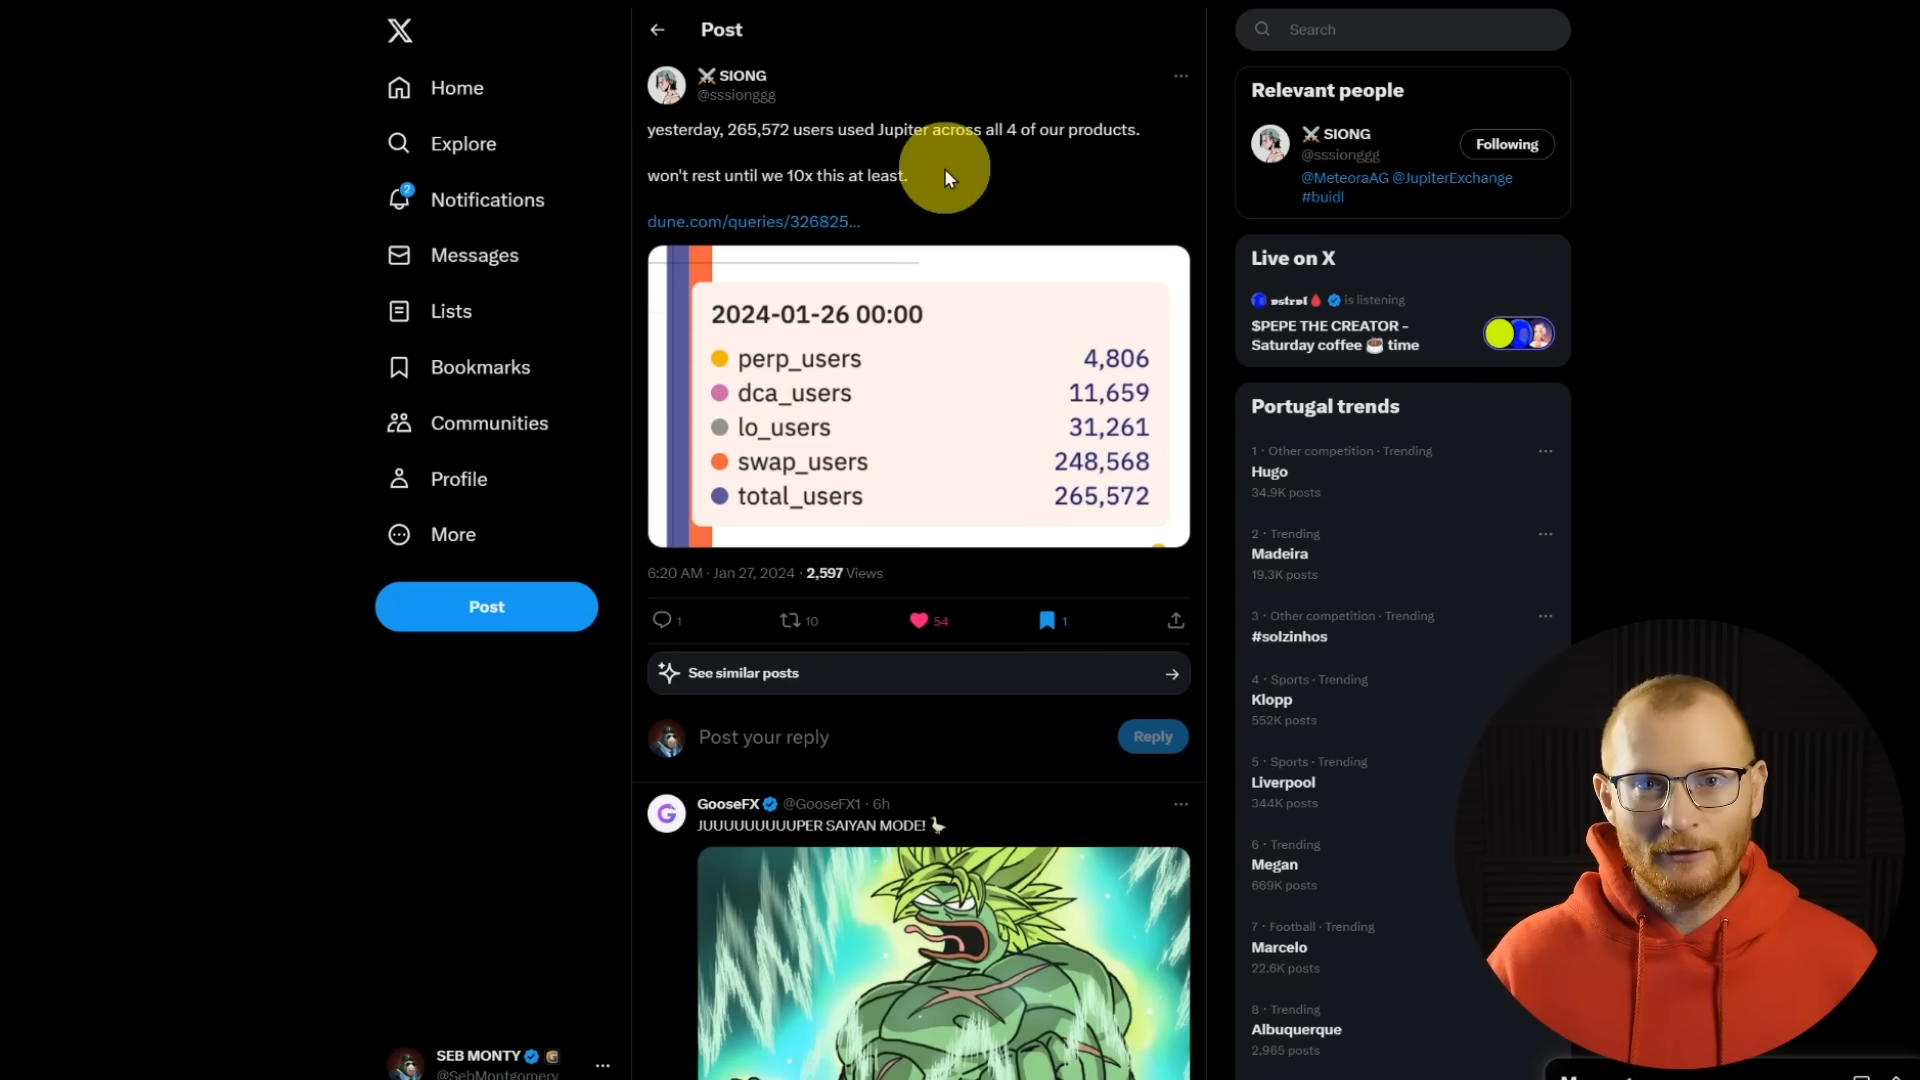 Home
Explore
2
Notifications
Messages
Lists
Bookmarks
Communities
Profile
More
Post
SEB MONTY
@SebMontgomery
Post
SIONG
@sssionggg
yesterday, 265,572 users used Jupiter across all 4 of our products.
won't rest until we 10x this at least.
dune.com/queries/326825...
2024-01-26 00:00
perp_users 4,806
dca_users 11,659
lo_users 31,261
swap_users 248,568
total_users 265,572
6:20 AM · Jan 27, 2024 · 2,597 Views
1 10 54 1
See similar posts
Post your reply
Reply
GooseFX @GooseFX1 · 6h
JUUUUUUUUUPER SAIYAN MODE!
Search
Relevant people
SIONG
@sssionggg
Following
@MeteoraAG @JupiterExchange
#buidl
Live on X
is listening
$PEPE THE CREATOR -
Saturday coffee ☕ time
Portugal trends
1 · Other competition · Trending
Hugo
34.9K posts
2 · Trending
Madeira
19.3K posts
3 · Other competition · Trending
#solzinhos
4 · Sports · Trending
Klopp
552K posts
5 · Sports · Trending
Liverpool
344K posts
6 · Trending
Megan
669K posts
7 · Football · Trending
Marcelo
22.6K posts
8 · Trending
Albuquerque
2,965 posts